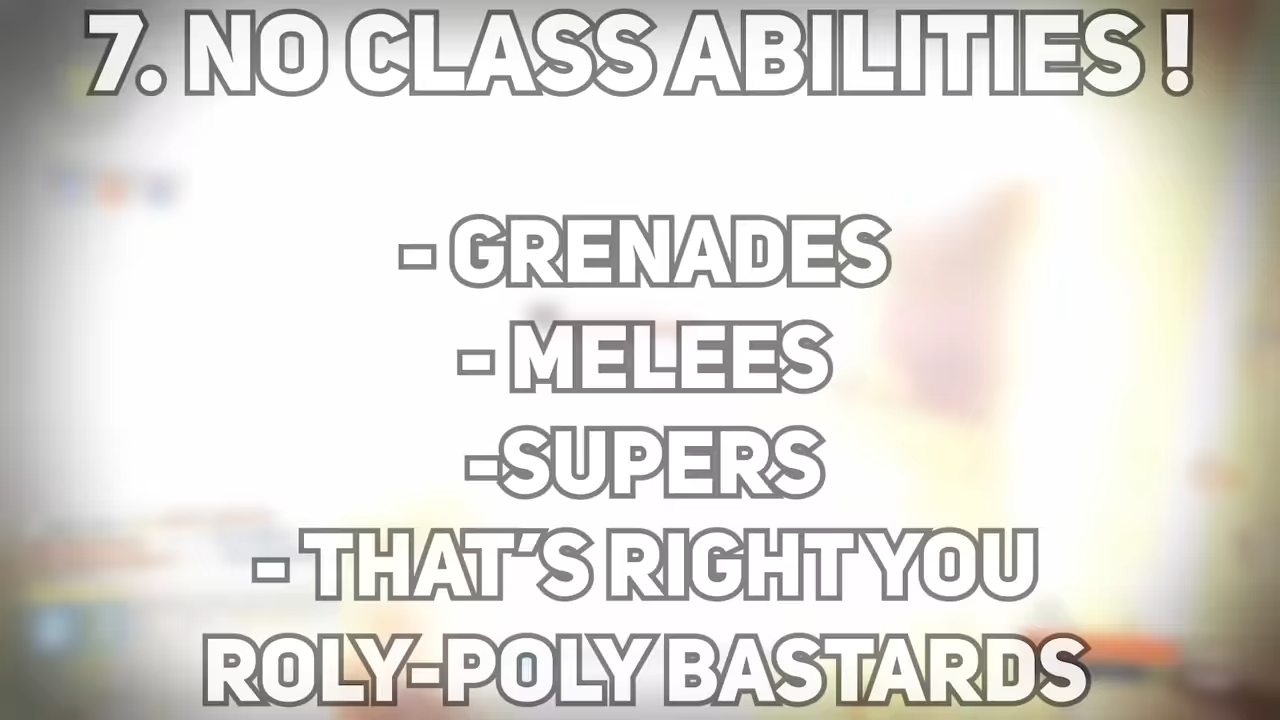 7. NO CLASS ABILITIES !
- GRENADES
- MELEES
-SUPERS
- THAT'S RIGHT YOU
ROLY-POLY BASTARDS